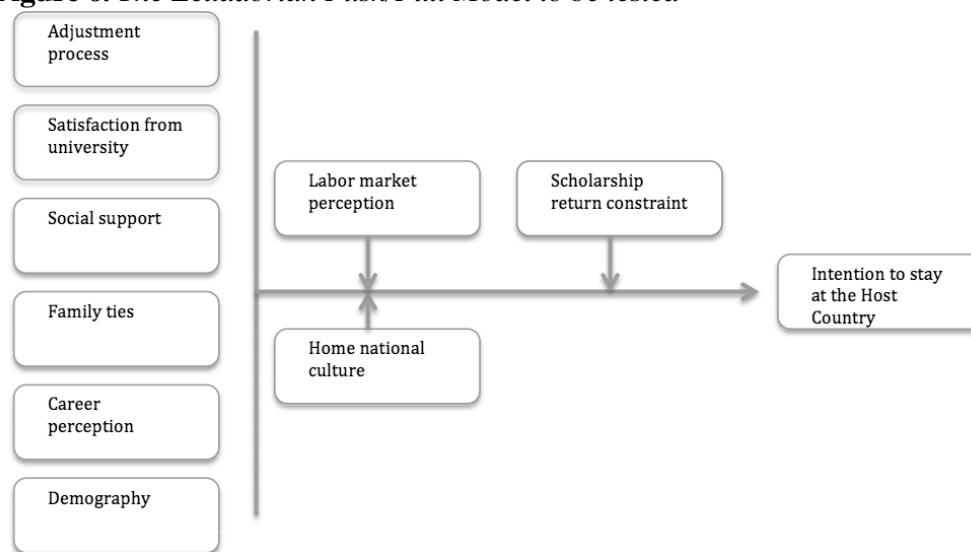 Adjustment
process
Satisfaction from
university
Social support
Family ties
Career
perception
Demography
Labor market
perception
Home national
culture
Scholarship
return constraint
Intention to stay
at the Host
Country